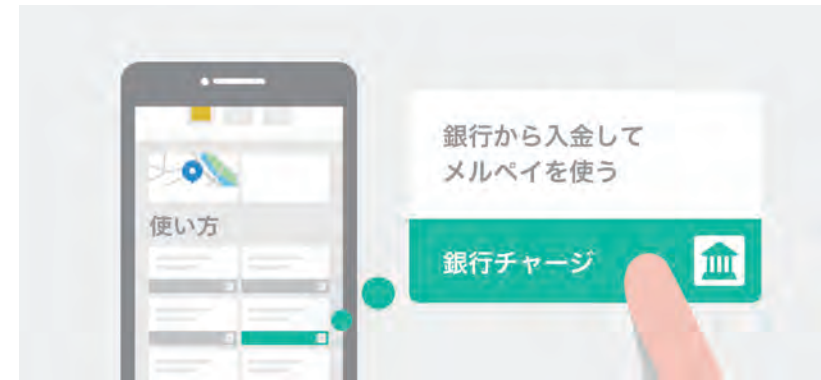 使い方
銀行から入金して
メルペイを使う
銀行チャージ